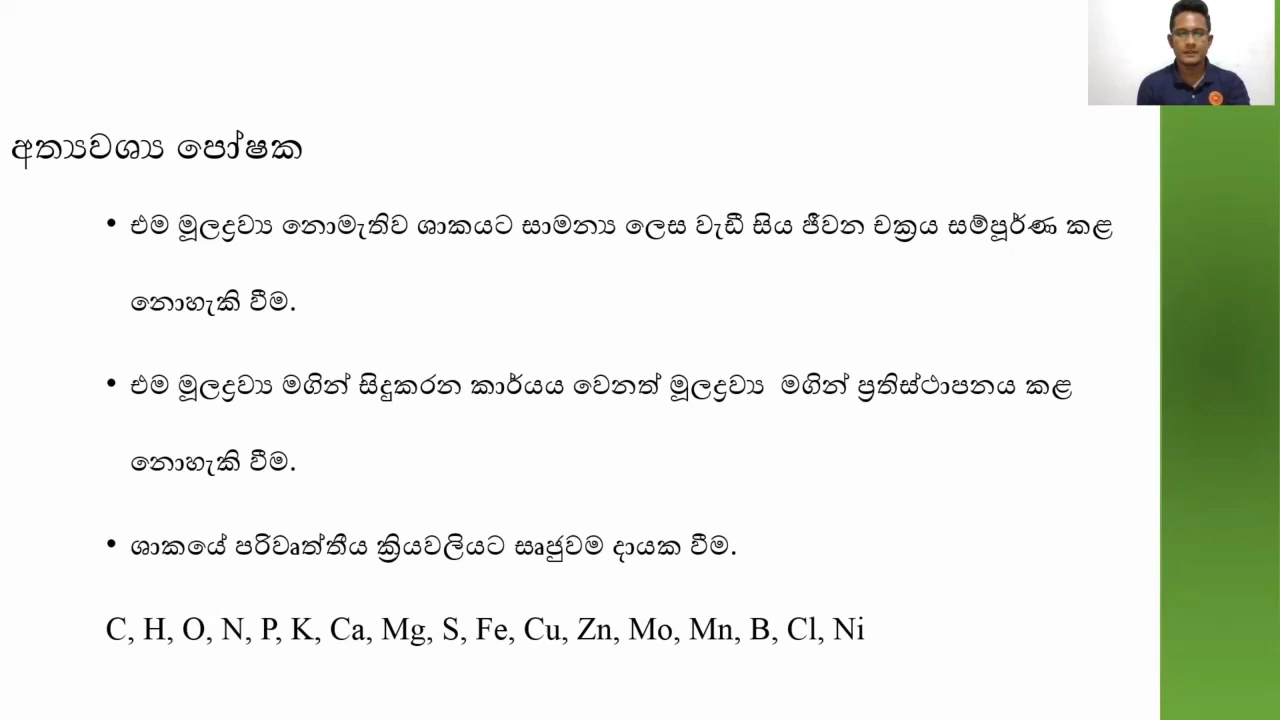 අත්‍යවශ්‍ය පෝෂක
• එම මූලද්‍රව්‍ය නොමැතිව ශාකයට සාමන්‍ය ලෙස වැඩී සිය ජීවන චක්‍රය සම්පූර්ණ කළ
නොහැකි වීම.
• එම මූලද්‍රව්‍ය මගින් සිදුකරන කාර්යය වෙනත් මූලද්‍රව්‍ය මගින් ප්‍රතිස්ථාපනය කළ
නොහැකි වීම.
• ශාකයේ පරිවෘත්තීය ක්‍රියවලියට සෘජුවම දායක වීම.
C, H, O, N, P, K, Ca, Mg, S, Fe, Cu, Zn, Mo, Mn, B, Cl, Ni